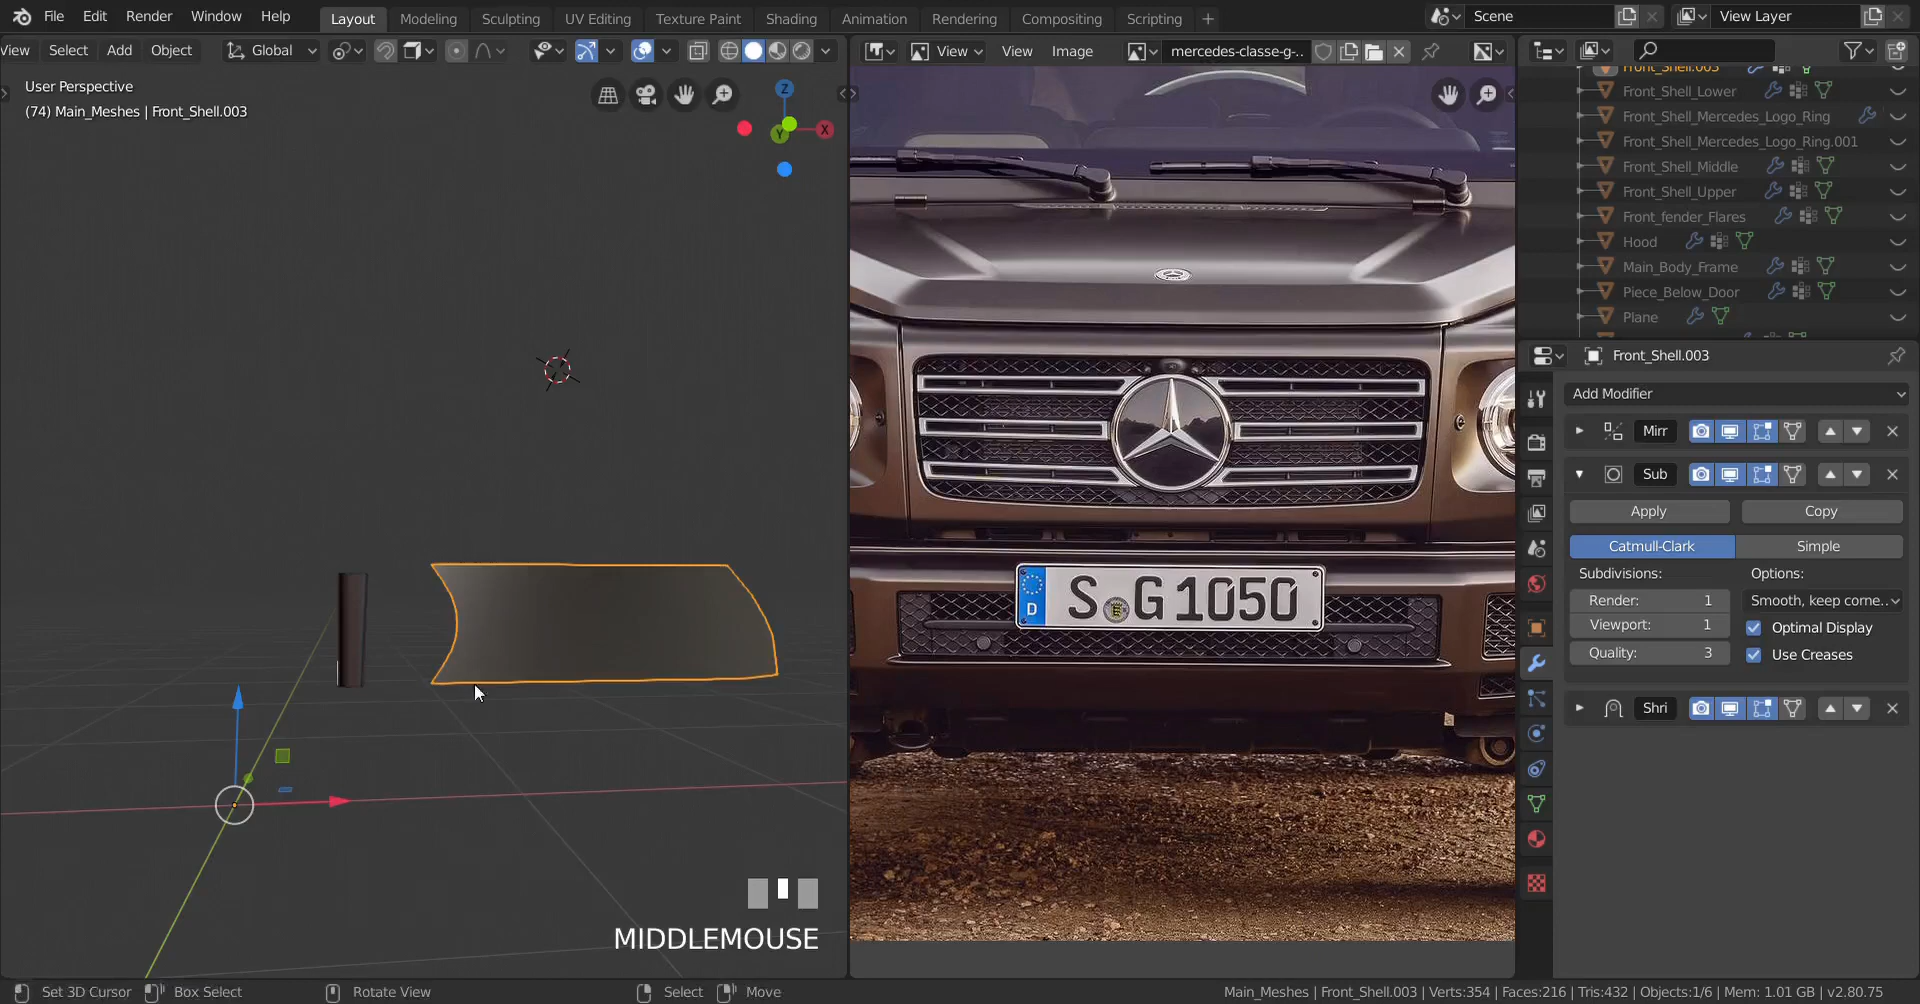 File Edit Render Window Help Layout Modeling Sculpting UV Editing Texture Paint Shading Animation Rendering Compositing Scripting + Scene View Layer
View Select Add Object Global View View Image mercedes-classe-g-..
User Perspective
(74) Main_Meshes | Front_Shell.003
Z
X
Y
Front_Shell.003
Front_Shell_Lower
Front_Shell_Mercedes_Logo_Ring
Front_Shell_Mercedes_Logo_Ring.001
Front_Shell_Middle
Front_Shell_Upper
Front_fender_Flares
Hood
Main_Body_Frame
Piece_Below_Door
Plane
Front_Shell.003
Add Modifier
Mirr
Sub
Apply Copy
Catmull-Clark Simple
Subdivisions: Options:
Render: 1 Smooth, keep corne..
Viewport: 1 Optimal Display
Quality: 3 Use Creases
Shri
D S G 1050
MIDDLEMOUSE
Set 3D Cursor Box Select Rotate View Select Move Main_Meshes | Front_Shell.003 | Verts:354 | Faces:216 | Tris:432 | Objects:1/6 | Mem: 1.01 GB | v2.80.75